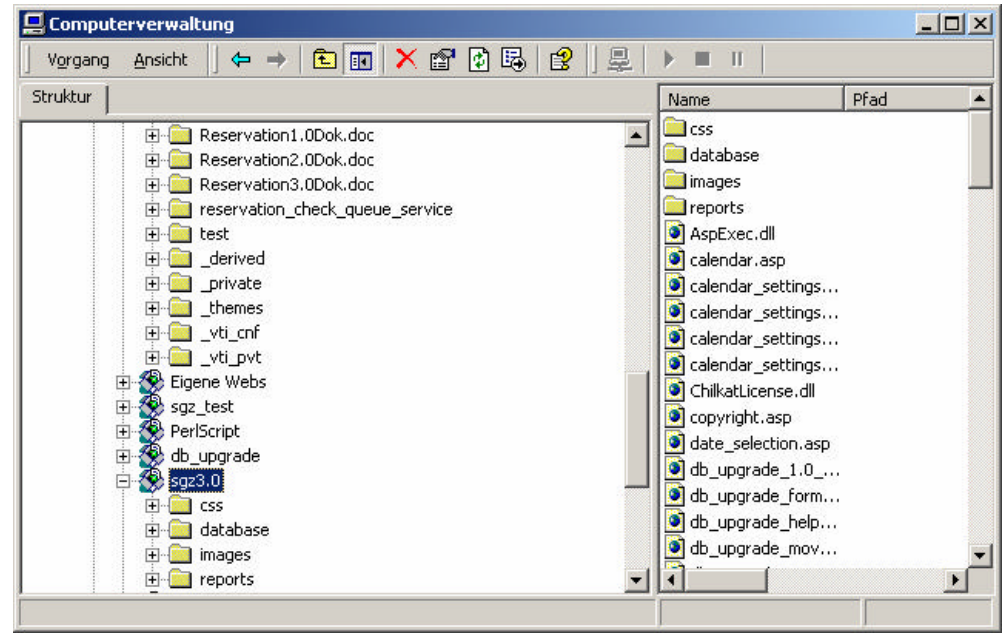 Computerverwaltung
Vorgang Ansicht
Struktur
Reservation1.0Dok.doc
Reservation2.0Dok.doc
Reservation3.0Dok.doc
reservation_check_queue_service
test
_derived
_private
_themes
_vti_cnf
_vti_pvt
Eigene Webs
sgz_test
PerlScript
db_upgrade
sgz3.0
css
database
images
reports
Name Pfad
css
database
images
reports
AspExec.dll
calendar.asp
calendar_settings...
calendar_settings...
calendar_settings...
calendar_settings...
ChilkatLicense.dll
copyright.asp
date_selection.asp
db_upgrade_1.0_...
db_upgrade_form...
db_upgrade_help...
db_upgrade_mov...